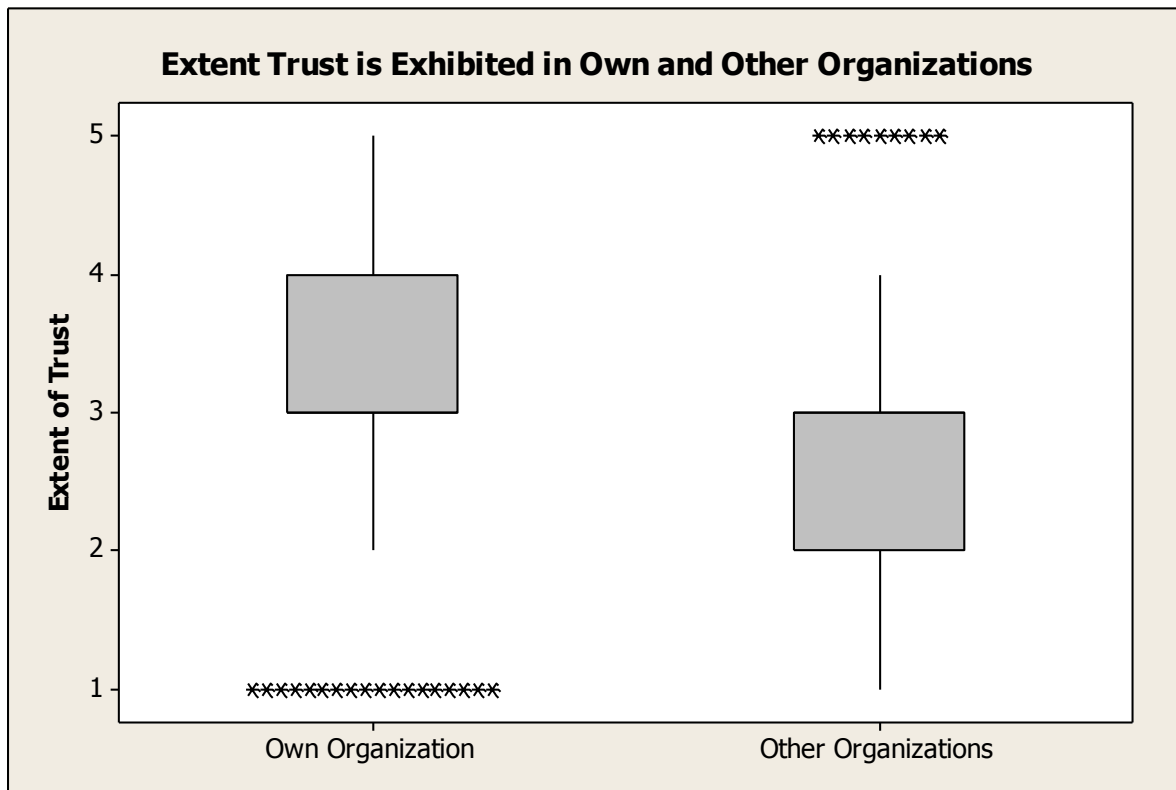 Extent Trust is Exhibited in Own and Other Organizations
Extent of Trust
5
4
3
2
1
Own Organization
Other Organizations